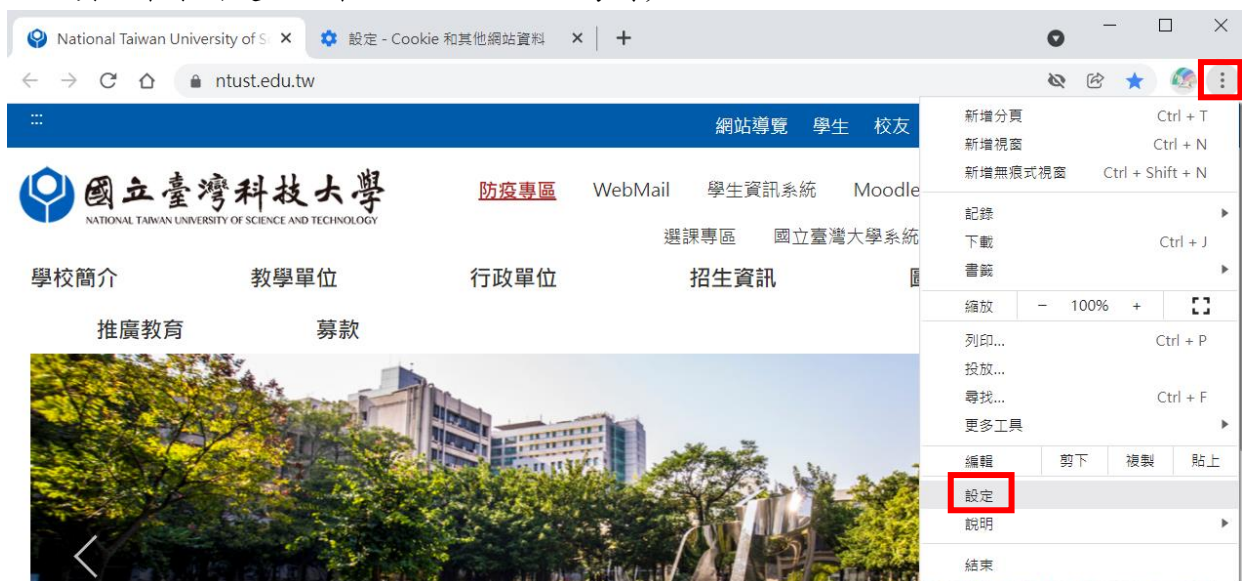 National Taiwan University of S
設定 - Cookie 和其他網站資料
ntust.edu.tw
網站導覽 學生 校友
國立臺灣科技大學
NATIONAL TAIWAN UNIVERSITY OF SCIENCE AND TECHNOLOGY
防疫專區 WebMail 學生資訊系統 Moodle
選課專區 國立臺灣大學系統
學校簡介 教學單位 行政單位 招生資訊
推廣教育 募款
新增分頁 Ctrl + T
新增視窗 Ctrl + N
新增無痕式視窗 Ctrl + Shift + N
記錄
下載 Ctrl + J
書籤
縮放 - 100% +
列印... Ctrl + P
投放...
尋找... Ctrl + F
更多工具
編輯 剪下 複製 貼上
設定
說明
結束